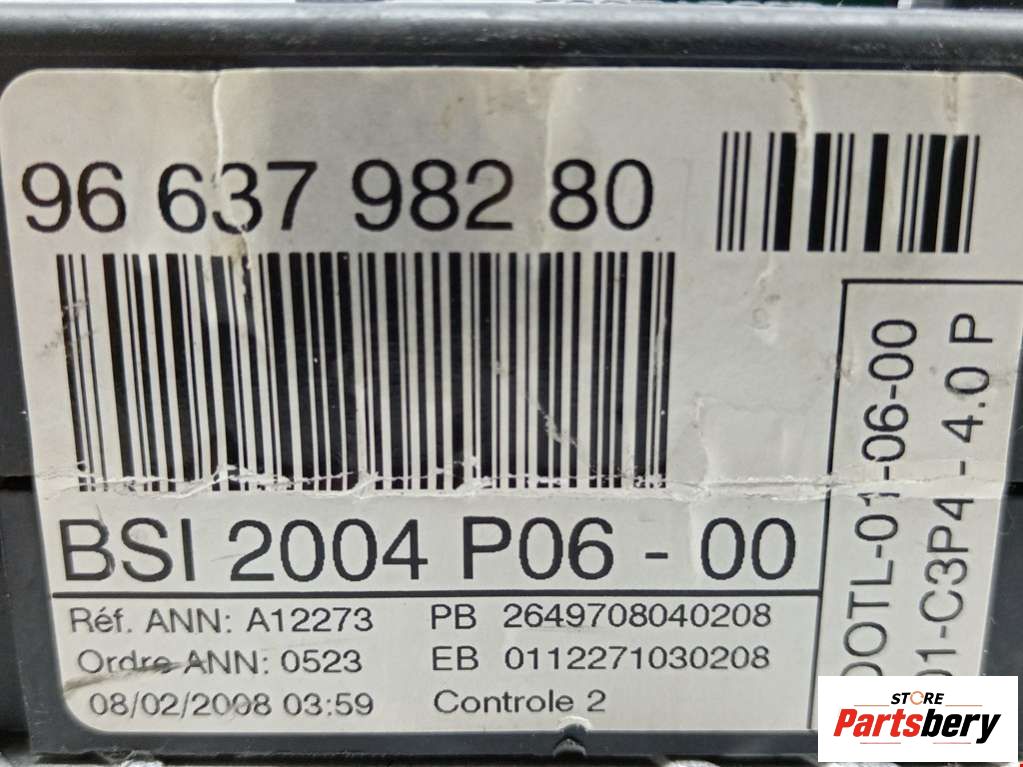 96 637 982 80
BSI 2004 P06 - 00
Réf. ANN: A12273 PB 2649708040208
Ordre ANN: 0523 EB 0112271030208
08/02/2008 03:59 Controle 2
OTL-01-06-00
01-C3P4 - 4.0 P
STORE
Partsbery